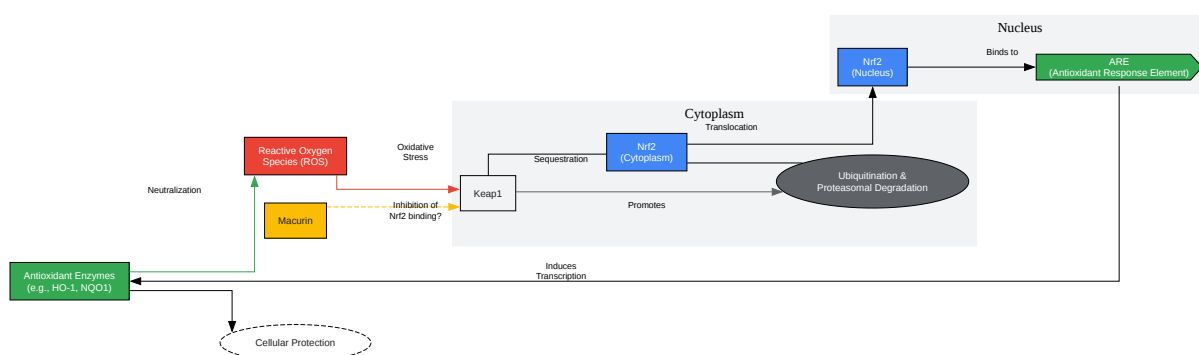 Nucleus
Nrf2
(Nucleus)
Binds to
ARE
(Antioxidant Response Element)
Cytoplasm
Translocation
Nrf2
(Cytoplasm)
Sequestration
Oxidative
Stress
Reactive Oxygen
Species (ROS)
Neutralization
Keap1
Ubiquitination &
Proteasomal Degradation
Promotes
Macurin
Inhibition of
Nrf2 binding?
Antioxidant Enzymes
(e.g., HO-1, NQO1)
Induces
Transcription
Cellular Protection